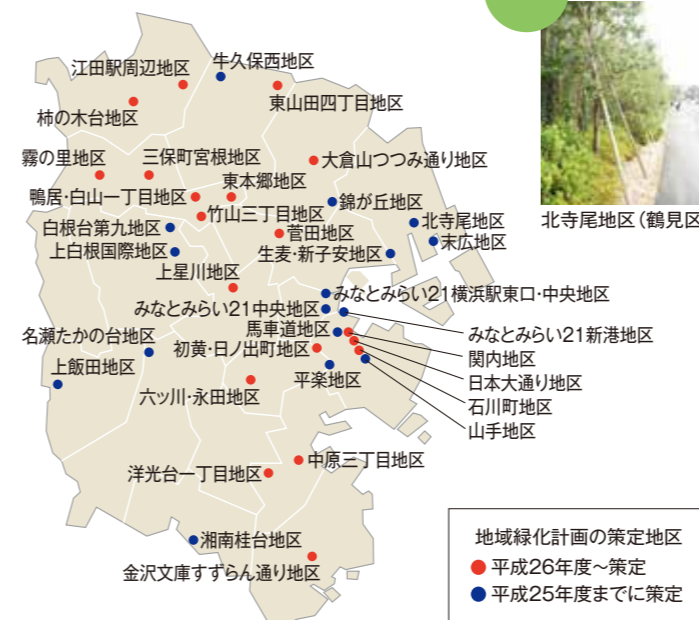 江田駅周辺地区
牛久保西地区
柿の木台地区
東山田四丁目地区
霧の里地区
三保町宮根地区
大倉山つつみ通り地区
鴨居・白山一丁目地区
東本郷地区
竹山三丁目地区
錦が丘地区
白根台第九地区
菅田地区
北寺尾地区
上白根国際地区
生麦・新子安地区
末広地区
北寺尾地区(鶴見区
上星川地区
みなとみらい21横浜駅東口・中央地区
みなとみらい21中央地区
みなとみらい21新港地区
馬車道地区
関内地区
名瀬たかの台地区
初黄・日ノ出町地区
日本大通り地区
上飯田地区
平楽地区
石川町地区
六ッ川・永田地区
山手地区
中原三丁目地区
洋光台一丁目地区
湘南桂台地区
金沢文庫すずらん通り地区
地域緑化計画の策定地区
平成26年度〜策定
平成25年度までに策定